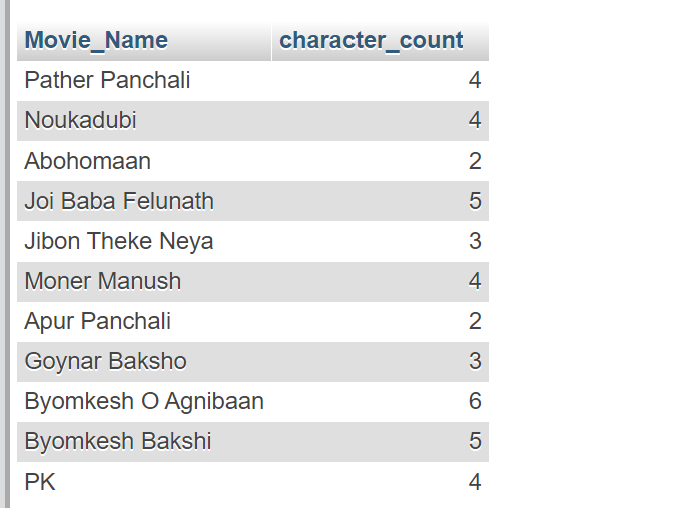 Movie_Name character_count
Pather Panchali 4
Noukadubi 4
Abohomaan 2
Joi Baba Felunath 5
Jibon Theke Neya 3
Moner Manush 4
Apur Panchali 2
Goynar Baksho 3
Byomkesh O Agnibaan 6
Byomkesh Bakshi 5
PK 4